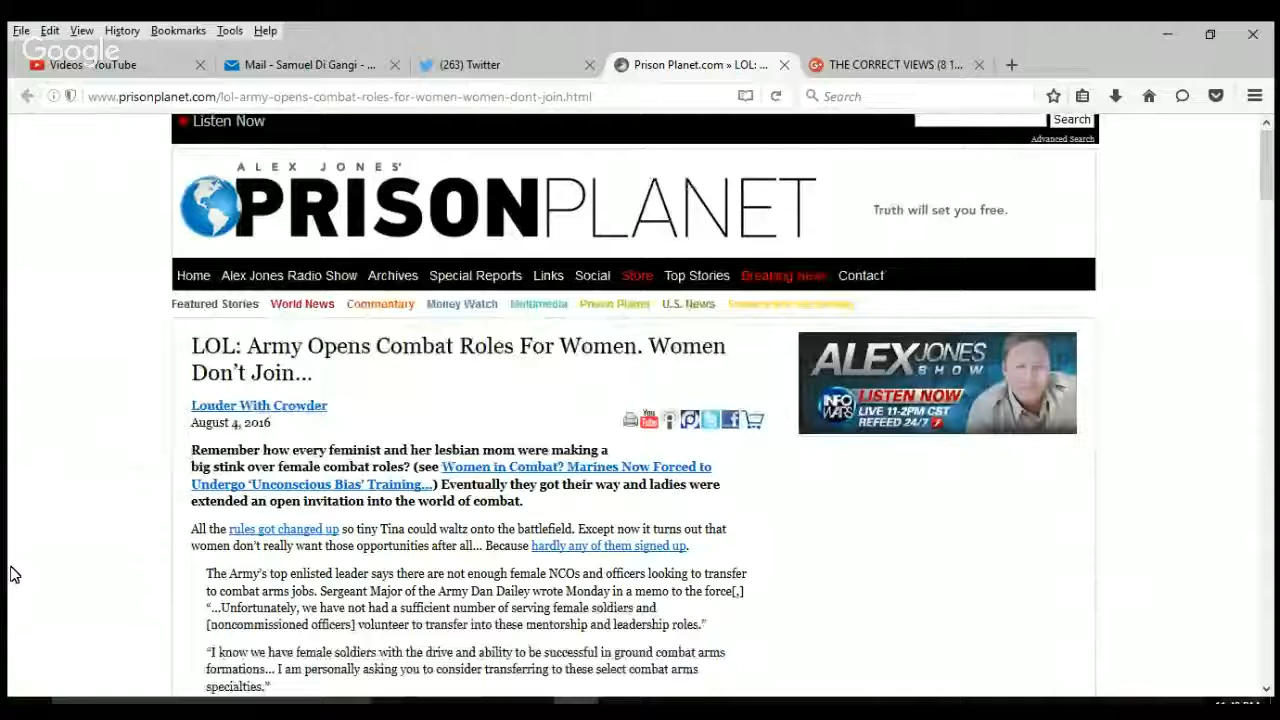 File Edit View History Bookmarks Tools Help
Google
Videos - YouTube
Mail - Samuel Di Gangi - ...
(263) Twitter
Prison Planet.com » LOL: ...
THE CORRECT VIEWS (8 1...
www.prisonplanet.com/lol-army-opens-combat-roles-for-women-women-dont-join.html
Search
Listen Now
Search
Advanced Search
ALEX JONES'
PRISONPLANET
Truth will set you free.
Home Alex Jones Radio Show Archives Special Reports Links Social Store Top Stories Breaking News Contact
Featured Stories World News Commentary Money Watch Multimedia Prison Planet U.S. News
LOL: Army Opens Combat Roles For Women. Women
Don't Join...
Louder With Crowder
August 4, 2016
You
Tube
ALEX JONES
SHOW
INFO
WARS
LISTEN NOW
LIVE 11-2PM CST
REFEED 24/7
Remember how every feminist and her lesbian mom were making a
big stink over female combat roles? (see Women in Combat? Marines Now Forced to
Undergo 'Unconscious Bias' Training...) Eventually they got their way and ladies were
extended an open invitation into the world of combat.
All the rules got changed up so tiny Tina could waltz onto the battlefield. Except now it turns out that
women don't really want those opportunities after all... Because hardly any of them signed up.
The Army's top enlisted leader says there are not enough female NCOs and officers looking to transfer
to combat arms jobs. Sergeant Major of the Army Dan Dailey wrote Monday in a memo to the force[,]
"...Unfortunately, we have not had a sufficient number of serving female soldiers and
[noncommissioned officers] volunteer to transfer into these mentorship and leadership roles."
"I know we have female soldiers with the drive and ability to be successful in ground combat arms
formations... I am personally asking you to consider transferring to these select combat arms
specialties."